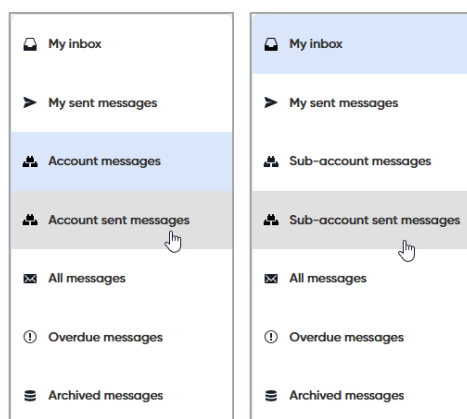 My inbox
My sent messages
Account messages
Account sent messages
All messages
Overdue messages
Archived messages
My inbox
My sent messages
Sub-account messages
Sub-account sent messages
All messages
Overdue messages
Archived messages